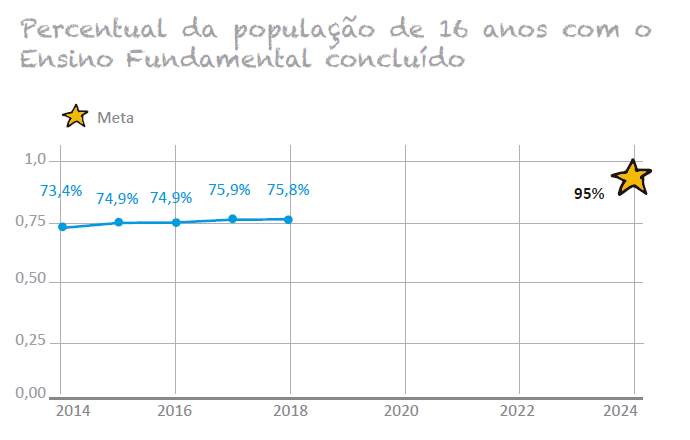 Percentual da população de 16 anos com o
Ensino Fundamental concluído
Meta
1,0
73,4% 74,9% 74,9% 75,9% 75,8%
95%
0,75
0,50
0,25
0,00
2014 2016 2018 2020 2022 2024